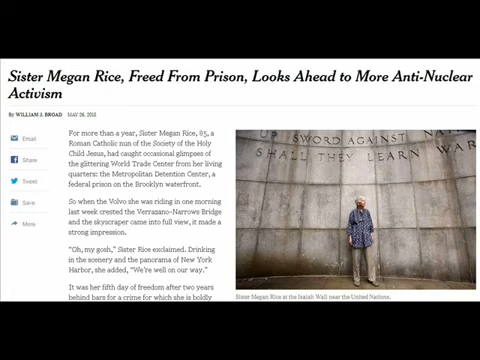 Sister Megan Rice, Freed From Prison, Looks Ahead to More Anti-Nuclear
Activism
By WILLIAM J. BROAD MAY 26, 2015
Email
Share
Tweet
Save
More
For more than a year, Sister Megan Rice, 85, a
Roman Catholic nun of the Society of the Holy
Child Jesus, had caught occasional glimpses of
the glittering World Trade Center from her living
quarters: the Metropolitan Detention Center, a
federal prison on the Brooklyn waterfront.
So when the Volvo she was riding in one morning
last week crested the Verrazano-Narrows Bridge
and the skyscraper came into full view, it made a
strong impression.
“Oh, my gosh,” Sister Rice exclaimed. Drinking
in the scenery and the panorama of New York
Harbor, she added, “We’re well on our way.”
It was her fifth day of freedom after two years
behind bars for a crime for which she is boldly
UP SWORD AGAINST NATION
SHALL THEY LEARN WAR
Sister Megan Rice at the Isaiah Wall near the United Nations.